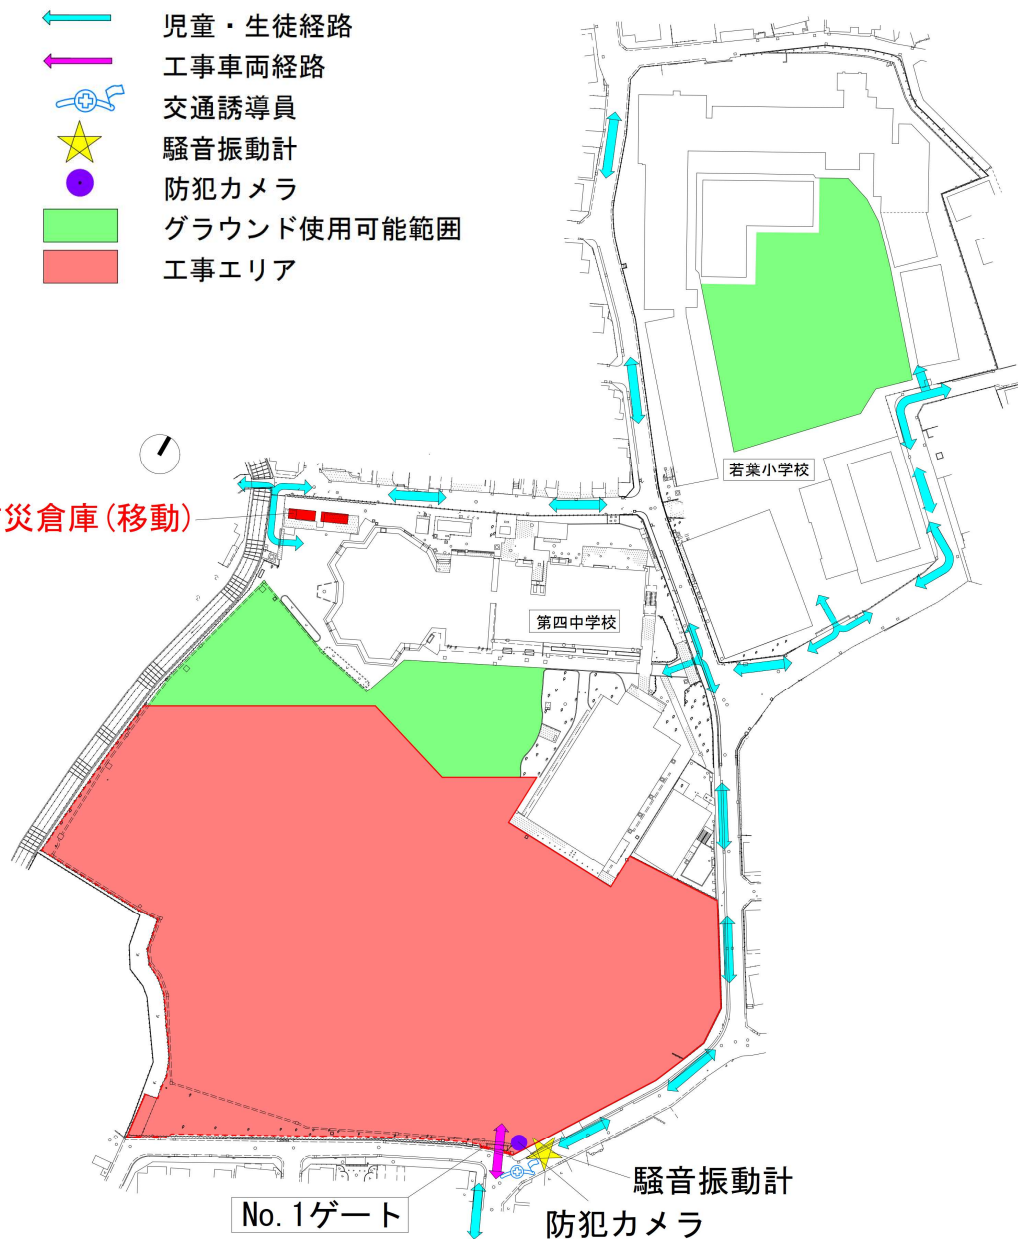 児童・生徒経路
工事車両経路
交通誘導員
騒音振動計
防犯カメラ
グラウンド使用可能範囲
工事エリア
若葉小学校
災倉庫(移動)
第四中学校
騒音振動計
No.1ゲート
防犯カメラ